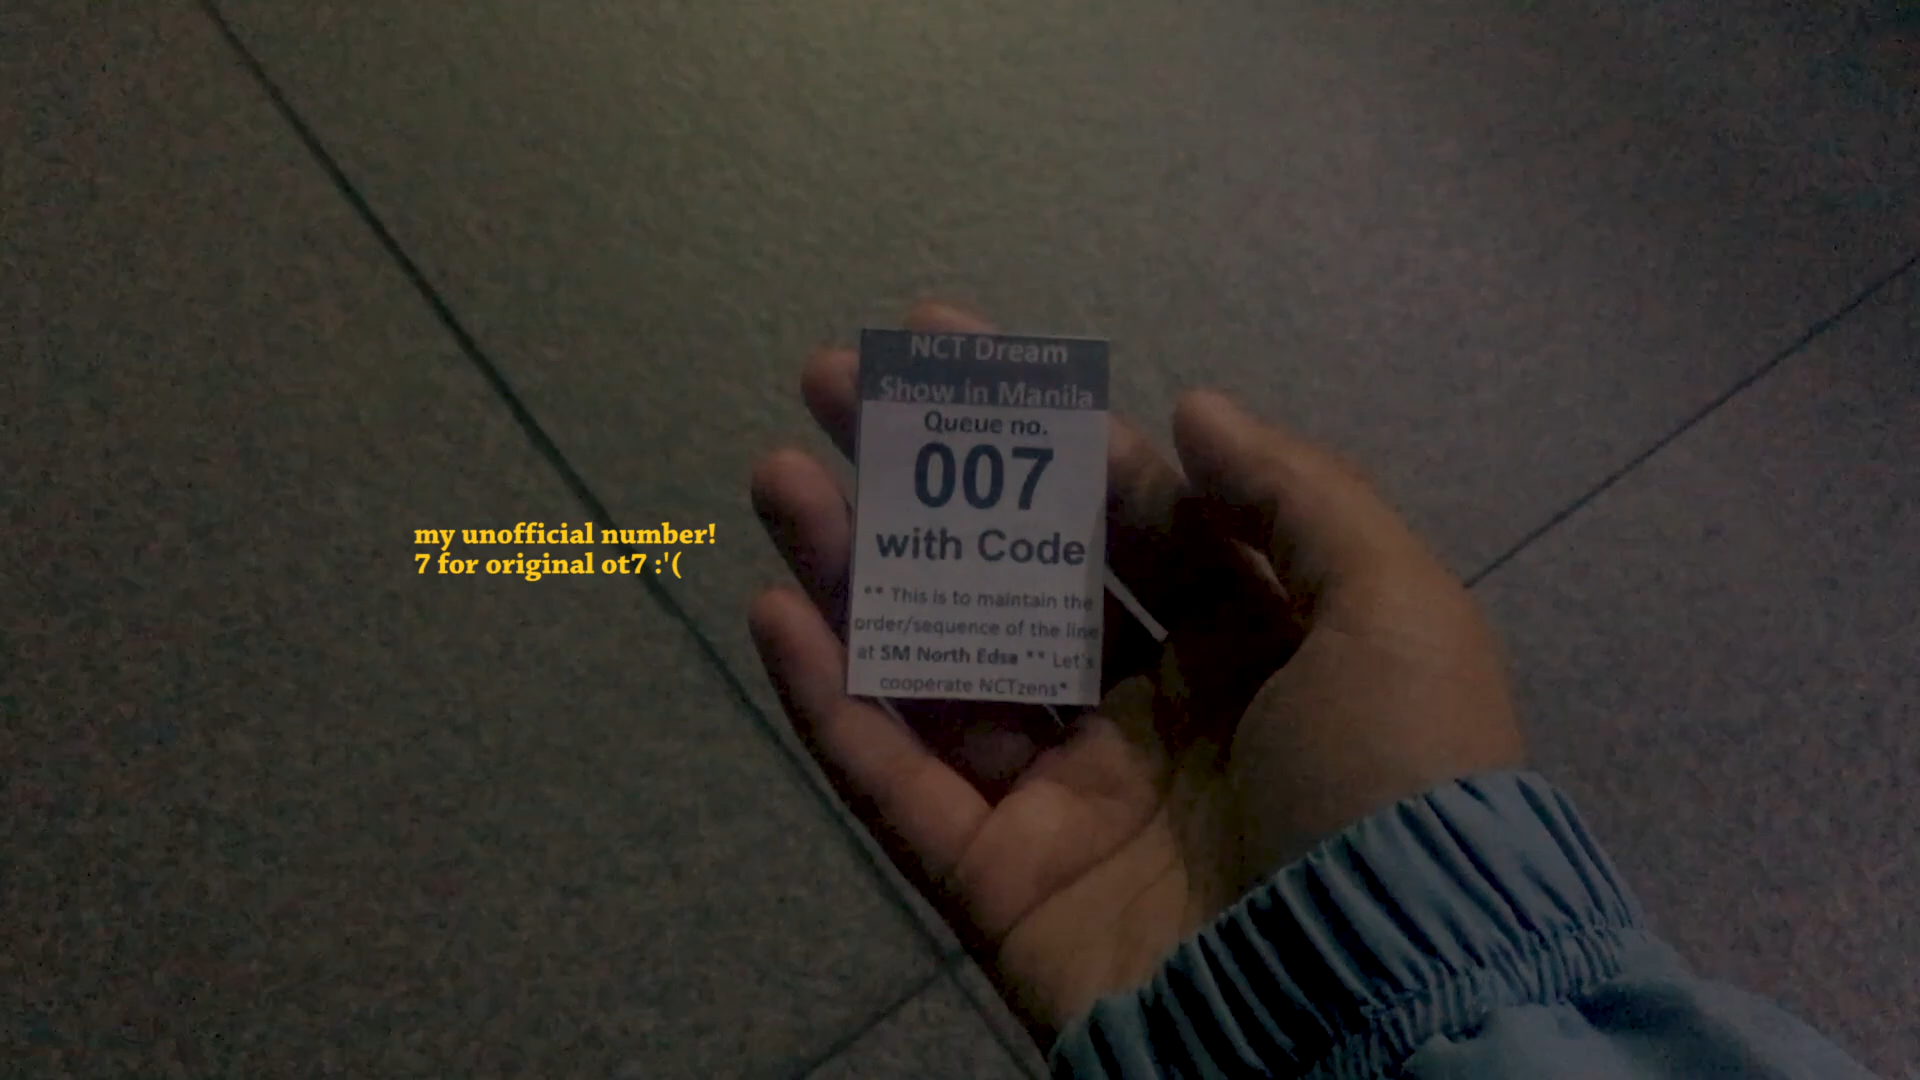 NCT Dream
Show in Manila
Queue no.
007
with Code
** This is to maintain the
order/sequence of the line
at SM North Edsa ** Let's
cooperate NCTzens*
my unofficial number!
7 for original ot7 :'(